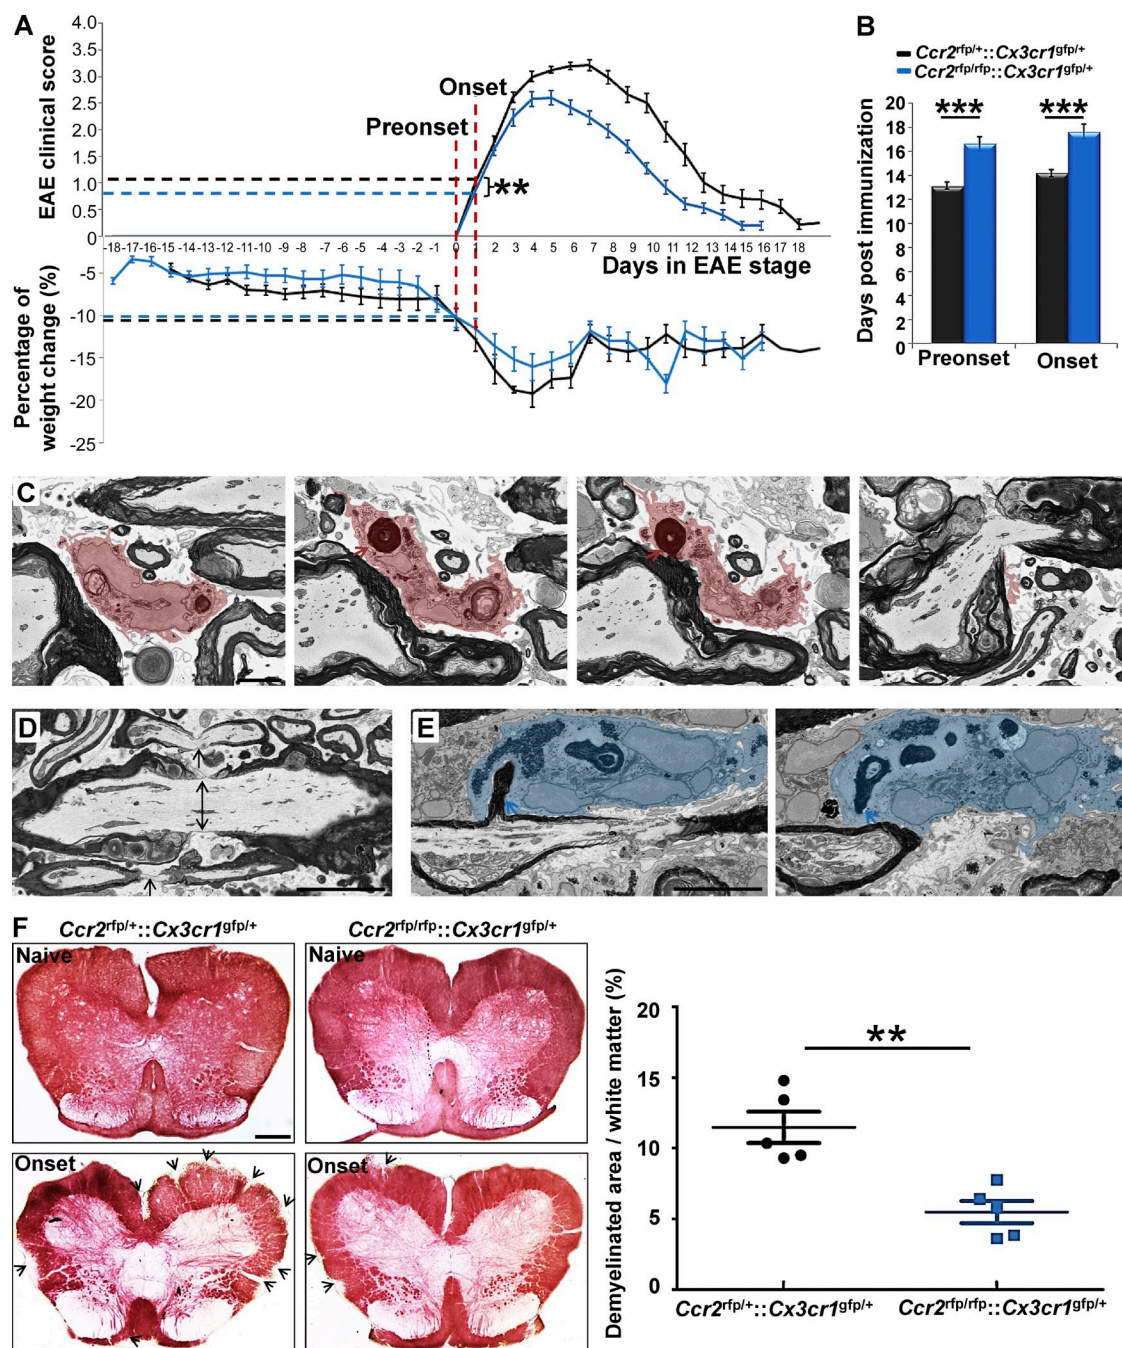 A
EAE clinical score
4.0
3.5
3.0
2.5
2.0
1.5
1.0
0.5
0
Onset
Preonset
**
-18 -17 -16 -15 -14 -13 -12 -11 -10 -9 -8 -7 -6 -5 -4 -3 -2 -1 0 1 2 3 4 5 6 7 8 9 10 11 12 13 14 15 16 17 18
Days in EAE stage
Percentage of
weight change (%)
-5
-10
-15
-20
-25
B
Ccr2rfp/+::Cx3cr1gfp/+
Ccr2rfp/rfp::Cx3cr1gfp/+
Days post immunization
20
18
16
14
12
10
8
6
4
2
0
*** ***
Preonset Onset
C
D
E
F
Ccr2rfp/+::Cx3cr1gfp/+ Ccr2rfp/rfp::Cx3cr1gfp/+
Naive Naive
Onset Onset
Demyelinated area / white matter (%)
20
15
10
5
0
**
Ccr2rfp/+::Cx3cr1gfp/+ Ccr2rfp/rfp::Cx3cr1gfp/+